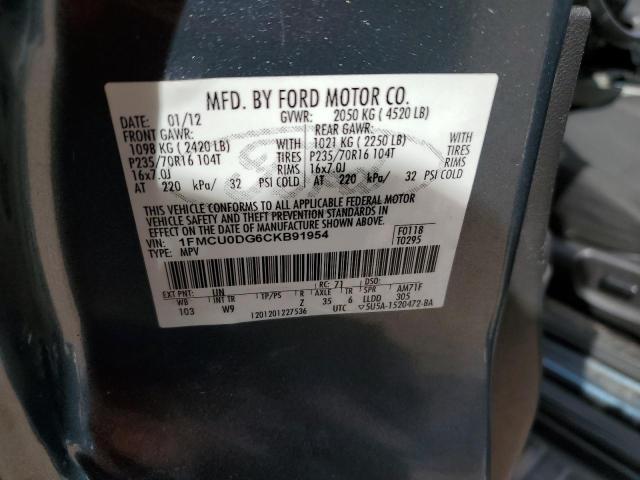 MFD. BY FORD MOTOR CO.
DATE: 01/12 GVWR: 2050 KG ( 4520 LB)
FRONT GAWR: REAR GAWR:
1098 KG ( 2420 LB) WITH 1021 KG ( 2250 LB) WITH
P235/70R16 104T TIRES P235/70R16 104T TIRES
16x7.0J RIMS 16x7.0J RIMS
AT 220 kPa/ 32 PSI COLD AT 220 kPa/ 32 PSI COLD
THIS VEHICLE CONFORMS TO ALL APPLICABLE FEDERAL MOTOR
VEHICLE SAFETY AND THEFT PREVENTION STANDARDS IN
EFFECT ON THE DATE OF MANUFACTURE SHOWN ABOVE.
VIN: 1FMCU0DG6CKB91954 F0118
TYPE: MPV T0295
EXT PNT: UN RC: 71 DSO:
WB INT TR TP/PS R AXLE TR SPR AM71F
103 W9 Z 35 6 LLDD 305
1201201227536 UTC ▽5U5A-1520472-BA